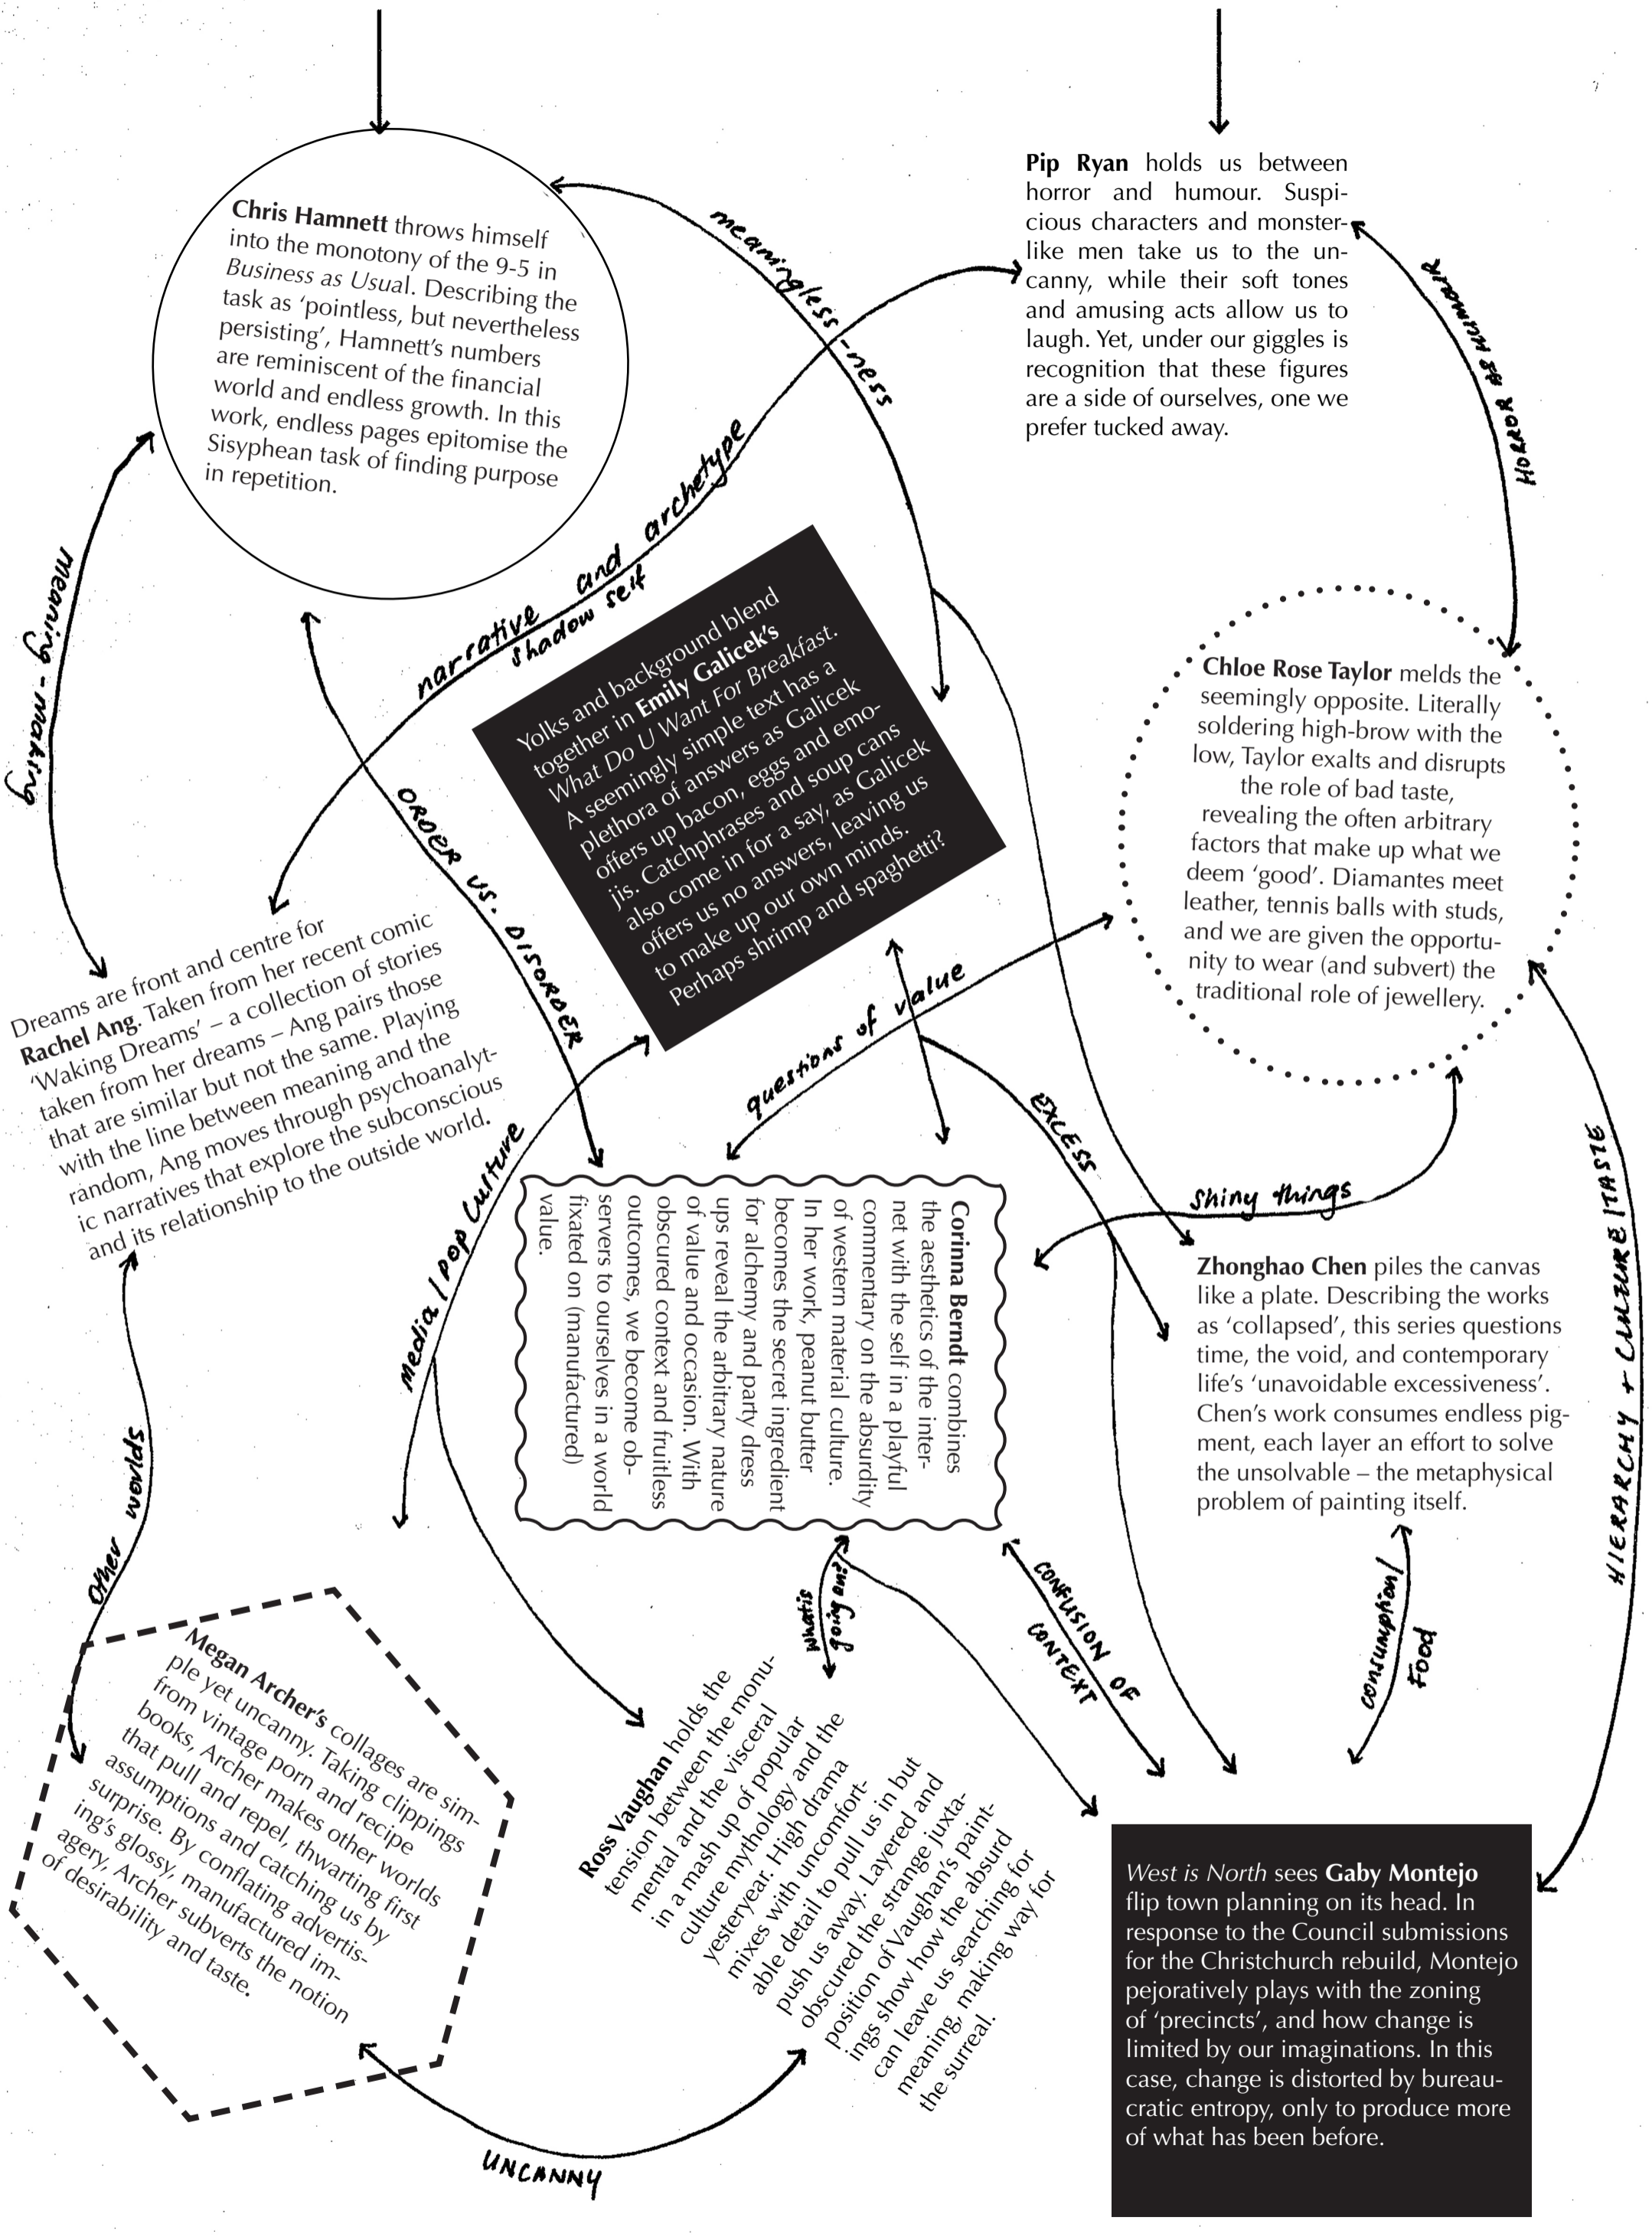 Chris Hamnett throws himself
into the monotony of the 9-5 in
Business as Usual. Describing the
task as ‘pointless, but nevertheless
persisting’, Hamnett’s numbers
are reminiscent of the financial
world and endless growth. In this
work, endless pages epitomise the
Sisyphean task of finding purpose
in repetition.
meaningless-ness
Pip Ryan holds us between
horror and humour. Suspi-
cious characters and monster-
like men take us to the un-
canny, while their soft tones
and amusing acts allow us to
laugh. Yet, under our giggles is
recognition that these figures
are a side of ourselves, one we
prefer tucked away.
HORROR AS HUMOUR
narrative and archetype
shadow self
meaning-making
ORDER VS. DISORDER
Yolks and background blend
together in Emily Galicek’s
What Do U Want For Breakfast.
A seemingly simple text has a
plethora of answers as Galicek
offers up bacon, eggs and emo-
jis. Catchphrases and soup cans
also come in for a say, as Galicek
offers us no answers, leaving us
to make up our own minds.
Perhaps shrimp and spaghetti?
Chloe Rose Taylor melds the
seemingly opposite. Literally
soldering high-brow with the
low, Taylor exalts and disrupts
the role of bad taste,
revealing the often arbitrary
factors that make up what we
deem ‘good’. Diamantes meet
leather, tennis balls with studs,
and we are given the opportu-
nity to wear (and subvert) the
traditional role of jewellery.
Dreams are front and centre for
Rachel Ang. Taken from her recent comic
‘Waking Dreams’ – a collection of stories
taken from her dreams – Ang pairs those
that are similar but not the same. Playing
with the line between meaning and the
random, Ang moves through psychoanalyt-
ic narratives that explore the subconscious
and its relationship to the outside world.
questions of value
EXCESS
Media / Pop Culture
shiny things
HIERARCHY + CULTURE / TASTE
Corinna Berndt combines
the aesthetics of the inter-
net with the self in a playful
commentary on the absurdity
of western material culture.
In her work, peanut butter
becomes the secret ingredient
for alchemy and party dress
ups reveal the arbitrary nature
of value and occasion. With
obscured context and fruitless
outcomes, we become ob-
servers to ourselves in a world
fixated on (manufactured)
value.
Zhonghao Chen piles the canvas
like a plate. Describing the works
as ‘collapsed’, this series questions
time, the void, and contemporary
life’s ‘unavoidable excessiveness’.
Chen’s work consumes endless pig-
ment, each layer an effort to solve
the unsolvable – the metaphysical
problem of painting itself.
other worlds
whatis
going on?
CONFUSION OF
CONTEXT
consumption/
Food
Megan Archer’s collages are sim-
ple yet uncanny. Taking clippings
from vintage porn and recipe
books, Archer makes other worlds
that pull and repel, thwarting first
assumptions and catching us by
surprise. By conflating advertis-
ing’s glossy, manufactured im-
agery, Archer subverts the notion
of desirability and taste.
Ross Vaughan holds the
tension between the monu-
mental and the visceral
in a mash up of popular
culture mythology and the
yesteryear. High drama
mixes with uncomfort-
able detail to pull us in but
push us away. Layered and
obscured the strange juxta-
position of Vaughan’s paint-
ings show how the absurd
can leave us searching for
meaning, making way for
the surreal.
UNCANNY
West is North sees Gaby Montejo
flip town planning on its head. In
response to the Council submissions
for the Christchurch rebuild, Montejo
pejoratively plays with the zoning
of ‘precincts’, and how change is
limited by our imaginations. In this
case, change is distorted by bureau-
cratic entropy, only to produce more
of what has been before.